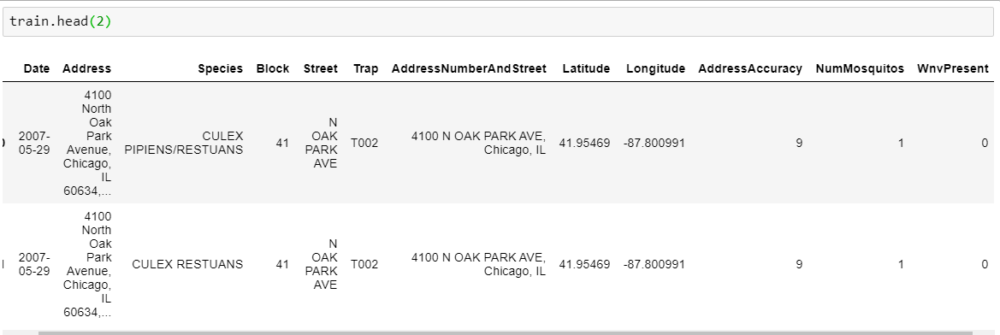 train.head(2)
Date Address Species Block Street Trap AddressNumberAndStreet Latitude Longitude AddressAccuracy NumMosquitos WnvPresent
2007-
05-29
4100
North
Oak
Park
Avenue,
Chicago,
IL
60634,...
CULEX
PIPIENS/RESTUANS
41
N
OAK
PARK
AVE
T002
4100 N OAK PARK AVE,
Chicago, IL
41.95469
-87.800991
9
1
0
2007-
05-29
4100
North
Oak
Park
Avenue,
Chicago,
IL
60634,...
CULEX RESTUANS
41
N
OAK
PARK
AVE
T002
4100 N OAK PARK AVE,
Chicago, IL
41.95469
-87.800991
9
1
0